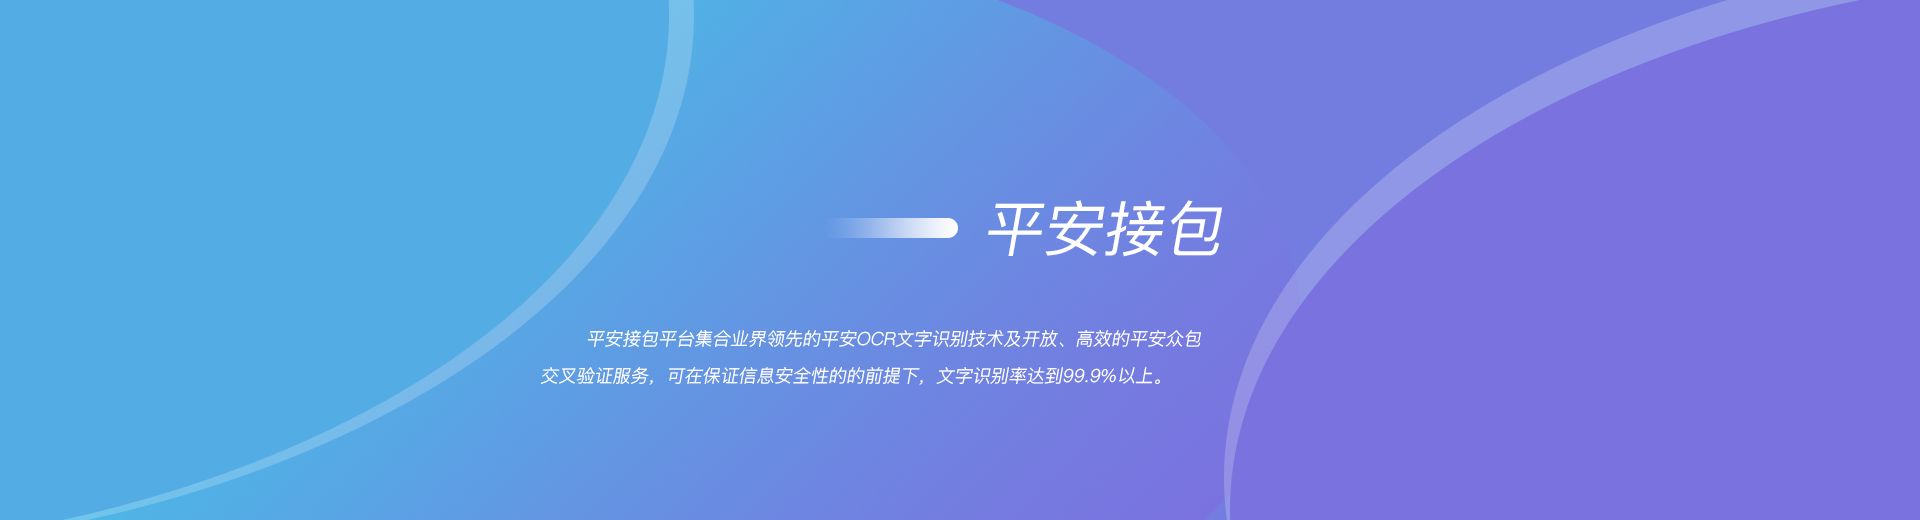 平安接包
平安接包平台集合业界领先的平安OCR文字识别技术及开放、高效的平安众包
交叉验证服务，可在保证信息安全性的的前提下，文字识别率达到99.9%以上。